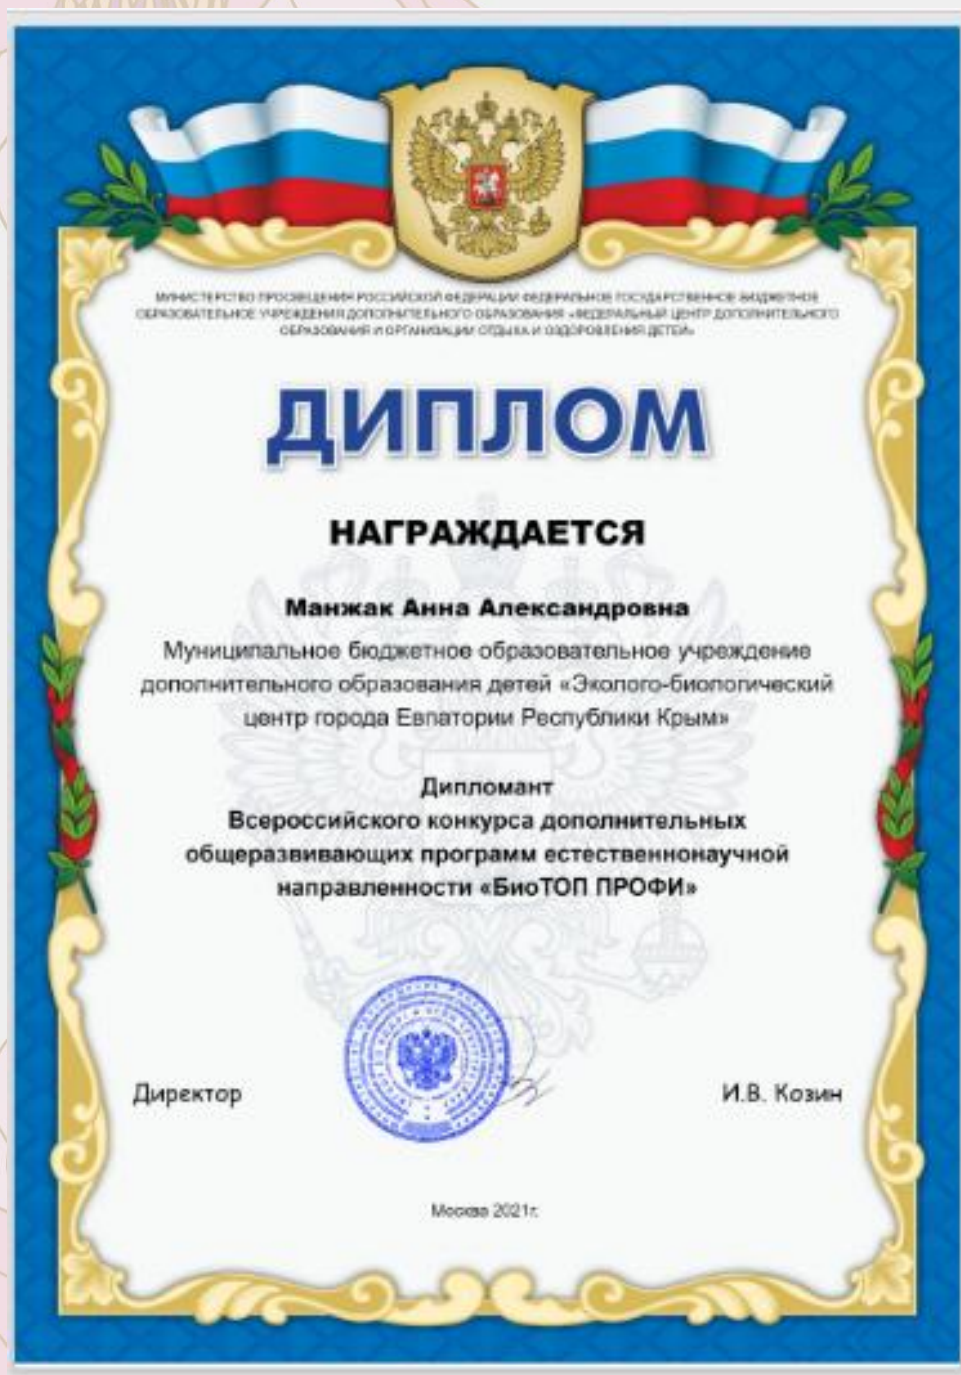 МИНИСТЕРСТВО ПРОСВЕЩЕНИЯ РОССИЙСКОЙ ФЕДЕРАЦИИ ФЕДЕРАЛЬНОЕ ГОСУДАРСТВЕННОЕ БЮДЖЕТНОЕ
ОБРАЗОВАТЕЛЬНОЕ УЧРЕЖДЕНИЯ ДОПОЛНИТЕЛЬНОГО ОБРАЗОВАНИЯ «ФЕДЕРАЛЬНЫЙ ЦЕНТР ДОПОЛНИТЕЛЬНОГО
ОБРАЗОВАНИЯ И ОРГАНИЗАЦИИ ОТДЫХА И ОЗДОРОВЛЕНИЯ ДЕТЕЙ»
ДИПЛОМ
НАГРАЖДАЕТСЯ
Манжак Анна Александровна
Муниципальное бюджетное образовательное учреждение
дополнительного образования детей «Эколого-биологический
центр города Евпатории Республики Крым»
Дипломант
Всероссийского конкурса дополнительных
общеразвивающих программ естественнонаучной
направленности «БиоТОП ПРОФИ»
Директор
И.В. Козин
Москва 2021г.